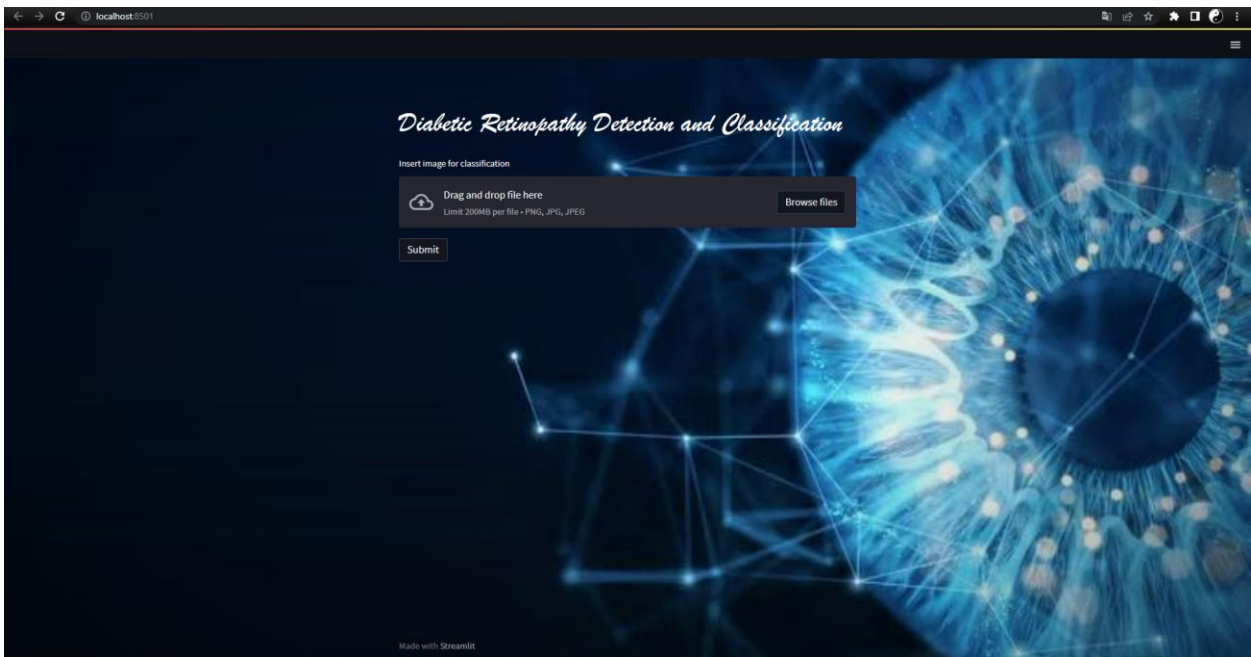 localhost:8501
Diabetic Retinopathy Detection and Classification
Insert image for classification
Drag and drop file here
Limit 200MB per file • PNG, JPG, JPEG
Browse files
Submit
Made with Streamlit